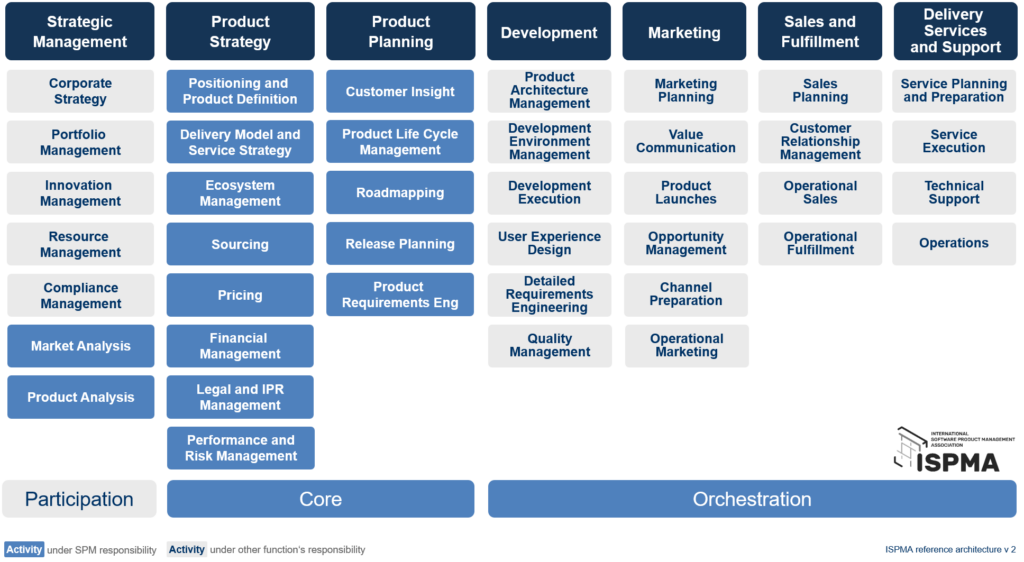 Strategic
Management
Product
Strategy
Product
Planning
Development
Marketing
Sales and
Fulfillment
Delivery
Services
and Support
Corporate
Strategy
Portfolio
Management
Innovation
Management
Resource
Management
Compliance
Management
Market Analysis
Product Analysis
Positioning and
Product Definition
Delivery Model and
Service Strategy
Ecosystem
Management
Sourcing
Pricing
Financial
Management
Legal and IPR
Management
Performance and
Risk Management
Customer Insight
Product Life Cycle
Management
Roadmapping
Release Planning
Product
Requirements Eng
Product
Architecture
Management
Development
Environment
Management
Development
Execution
User Experience
Design
Detailed
Requirements
Engineering
Quality
Management
Marketing
Planning
Value
Communication
Product
Launches
Opportunity
Management
Channel
Preparation
Operational
Marketing
Sales
Planning
Customer
Relationship
Management
Operational
Sales
Operational
Fulfillment
Service Planning
and Preparation
Service
Execution
Technical
Support
Operations
INTERNATIONAL
SOFTWARE PRODUCT MANAGEMENT
ASSOCIATION
ISPMA
Participation
Core
Orchestration
Activity under SPM responsibility
Activity under other function's responsibility
ISPMA reference architecture v 2